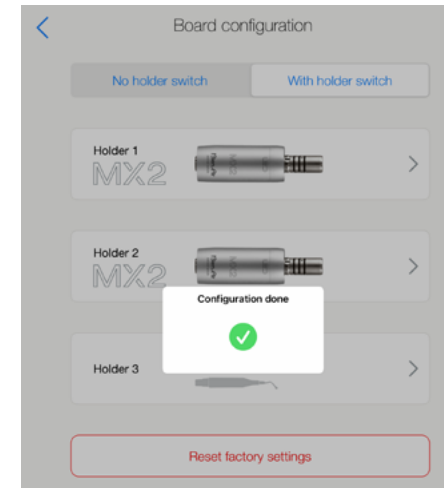 Board configuration
No holder switch
With holder switch
Holder 1
MX2
Holder 2
MX2
Configuration done
Holder 3
Reset factory settings